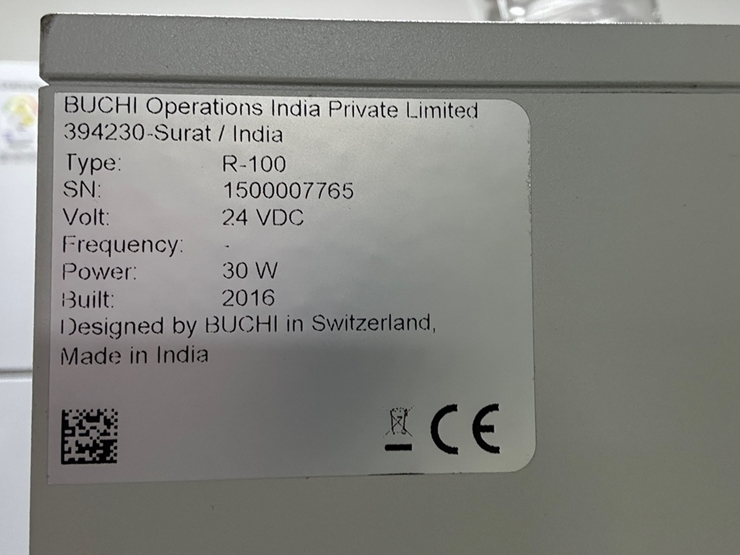 BUCHI Operations India Private Limited
394230-Surat / India
Type: R-100
SN: 1500007765
Volt: 24 VDC
Frequency: -
Power: 30 W
Built: 2016
Designed by BUCHI in Switzerland,
Made in India
CE